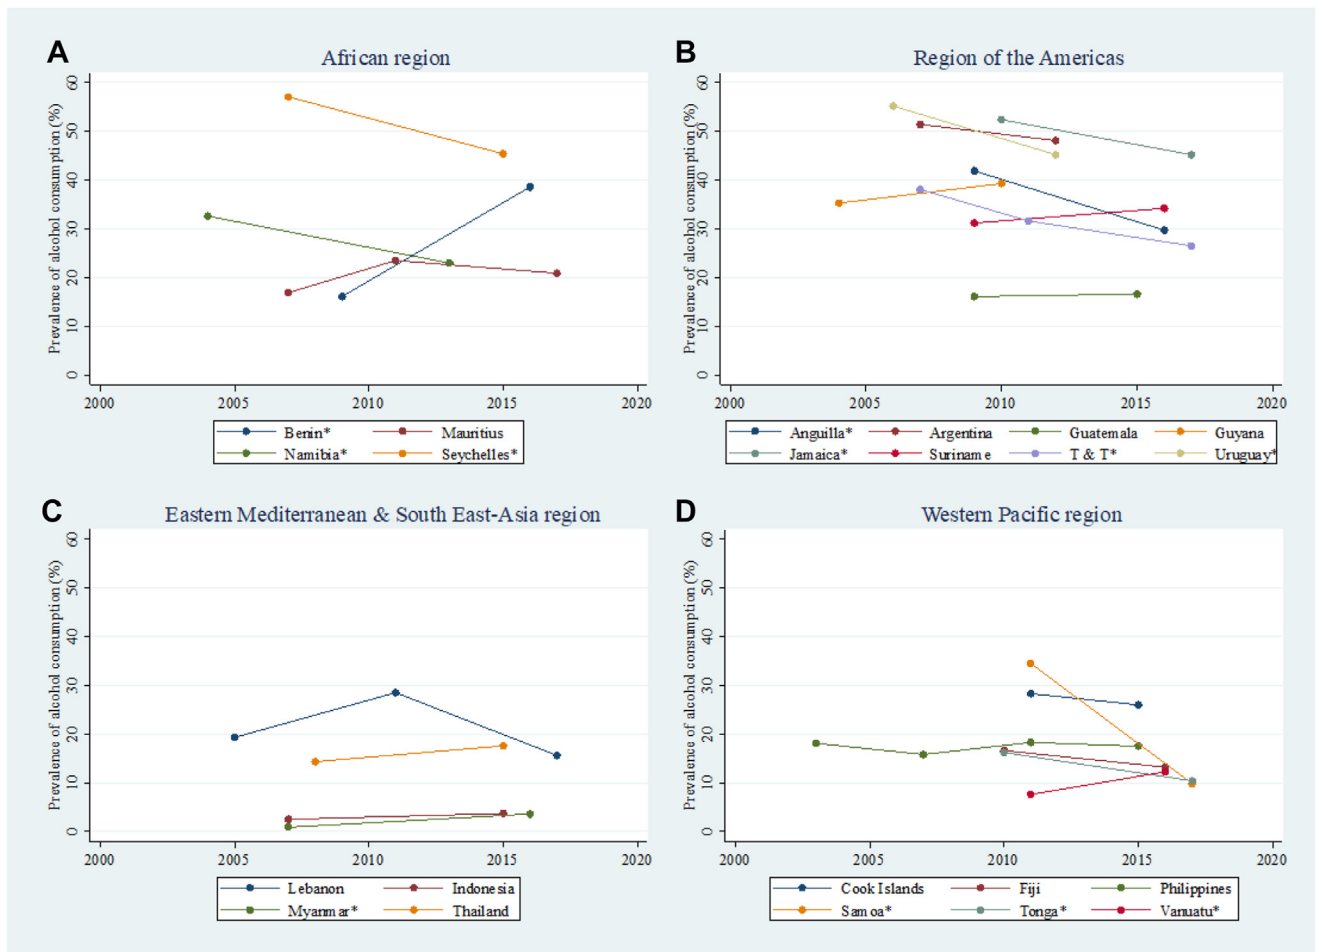 A
African region
Prevalence of alcohol consumption (%)
60
50
40
30
20
10
0
2000 2005 2010 2015 2020
Benin* Mauritius
Namibia* Seychelles*
B
Region of the Americas
Prevalence of alcohol consumption (%)
60
50
40
30
20
10
0
2000 2005 2010 2015 2020
Anguilla* Argentina Guatemala Guyana
Jamaica* Suriname T & T* Uruguay*
C
Eastern Mediterranean & South East-Asia region
Prevalence of alcohol consumption (%)
60
50
40
30
20
10
0
2000 2005 2010 2015 2020
Lebanon Indonesia
Myanmar* Thailand
D
Western Pacific region
Prevalence of alcohol consumption (%)
60
50
40
30
20
10
0
2000 2005 2010 2015 2020
Cook Islands Fiji Philippines
Samoa* Tonga* Vanuatu*